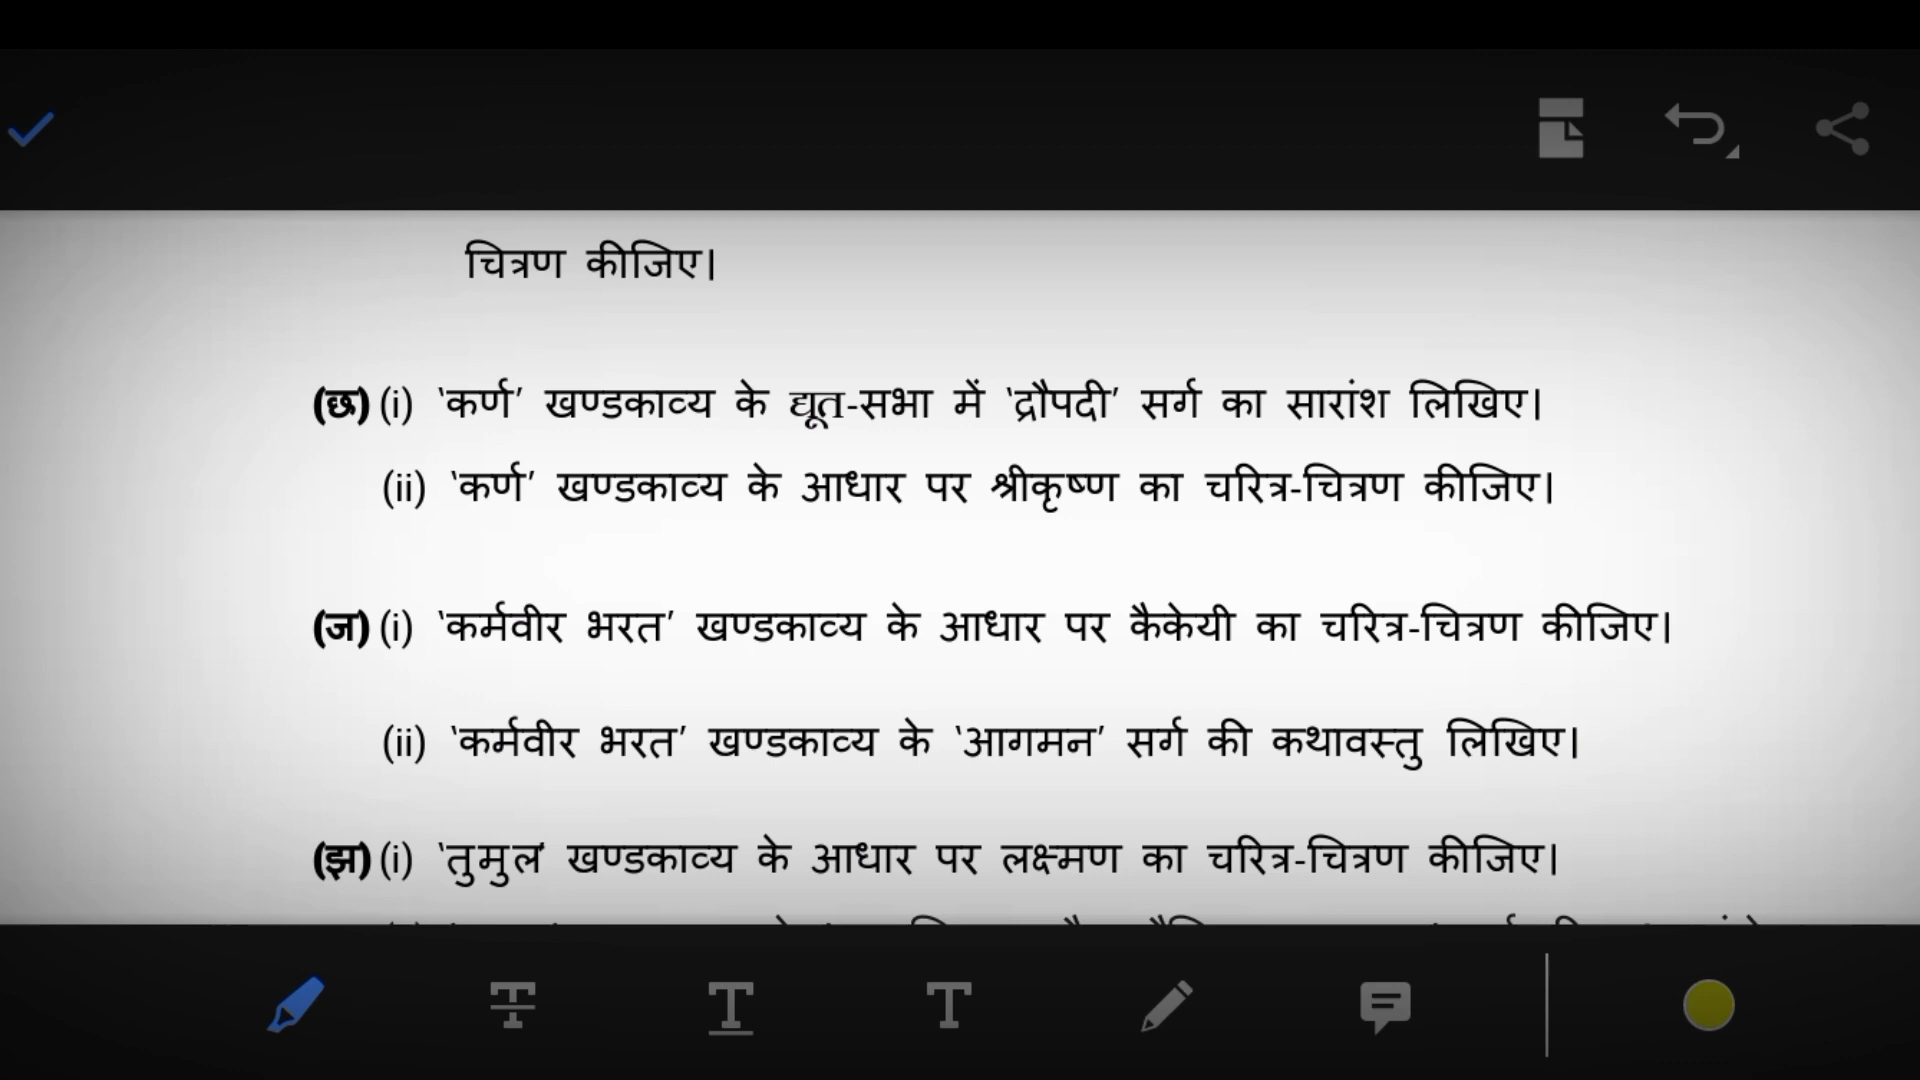 चित्रण कीजिए।
(छ) (i) 'कर्ण' खण्डकाव्य के द्यूत-सभा में 'द्रौपदी' सर्ग का सारांश लिखिए।
(ii) 'कर्ण' खण्डकाव्य के आधार पर श्रीकृष्ण का चरित्र-चित्रण कीजिए।
(ज) (i) 'कर्मवीर भरत' खण्डकाव्य के आधार पर कैकेयी का चरित्र-चित्रण कीजिए।
(ii) 'कर्मवीर भरत' खण्डकाव्य के 'आगमन' सर्ग की कथावस्तु लिखिए।
(झ) (i) 'तुमुल' खण्डकाव्य के आधार पर लक्ष्मण का चरित्र-चित्रण कीजिए।